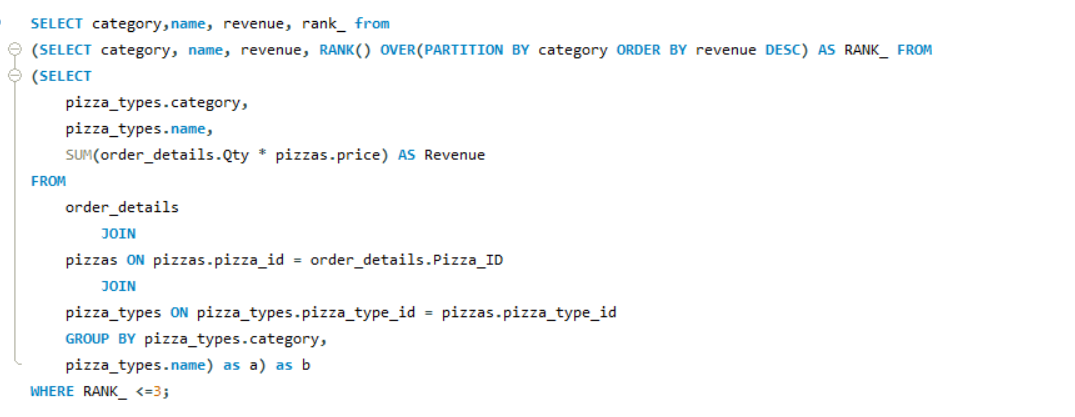 SELECT category,name, revenue, rank_ from
(SELECT category, name, revenue, RANK() OVER(PARTITION BY category ORDER BY revenue DESC) AS RANK_ FROM
(SELECT
pizza_types.category,
pizza_types.name,
SUM(order_details.Qty * pizzas.price) AS Revenue
FROM
order_details
JOIN
pizzas ON pizzas.pizza_id = order_details.Pizza_ID
JOIN
pizza_types ON pizza_types.pizza_type_id = pizzas.pizza_type_id
GROUP BY pizza_types.category,
pizza_types.name) as a) as b
WHERE RANK_ <=3;